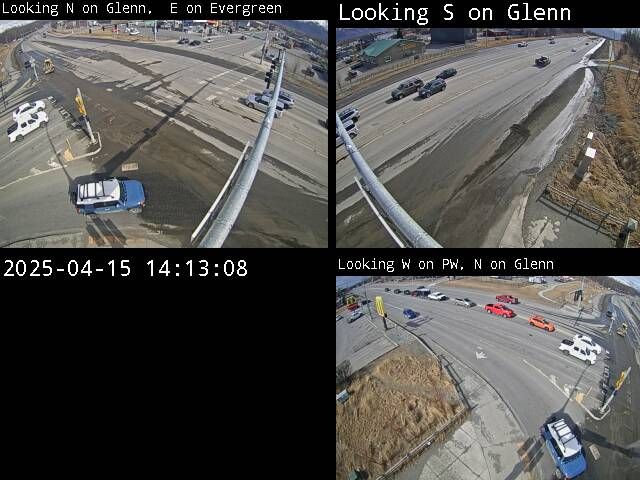 Looking N on Glenn, E on Evergreen
Looking S on Glenn
2025-04-15 14:13:08
Looking W on PW, N on Glenn